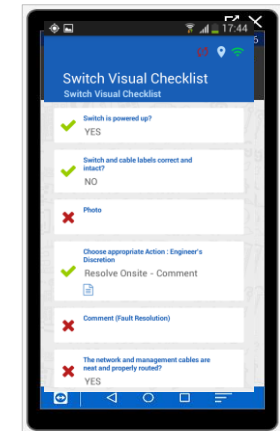 17:44
Switch Visual Checklist
Switch Visual Checklist
Switch is powered up?
YES
Switch and cable labels correct and
intact?
NO
Photo
Choose appropriate Action : Engineer's
Discretion
Resolve Onsite - Comment
Comment (Fault Resolution)
The network and management cables are
neat and properly routed?
YES